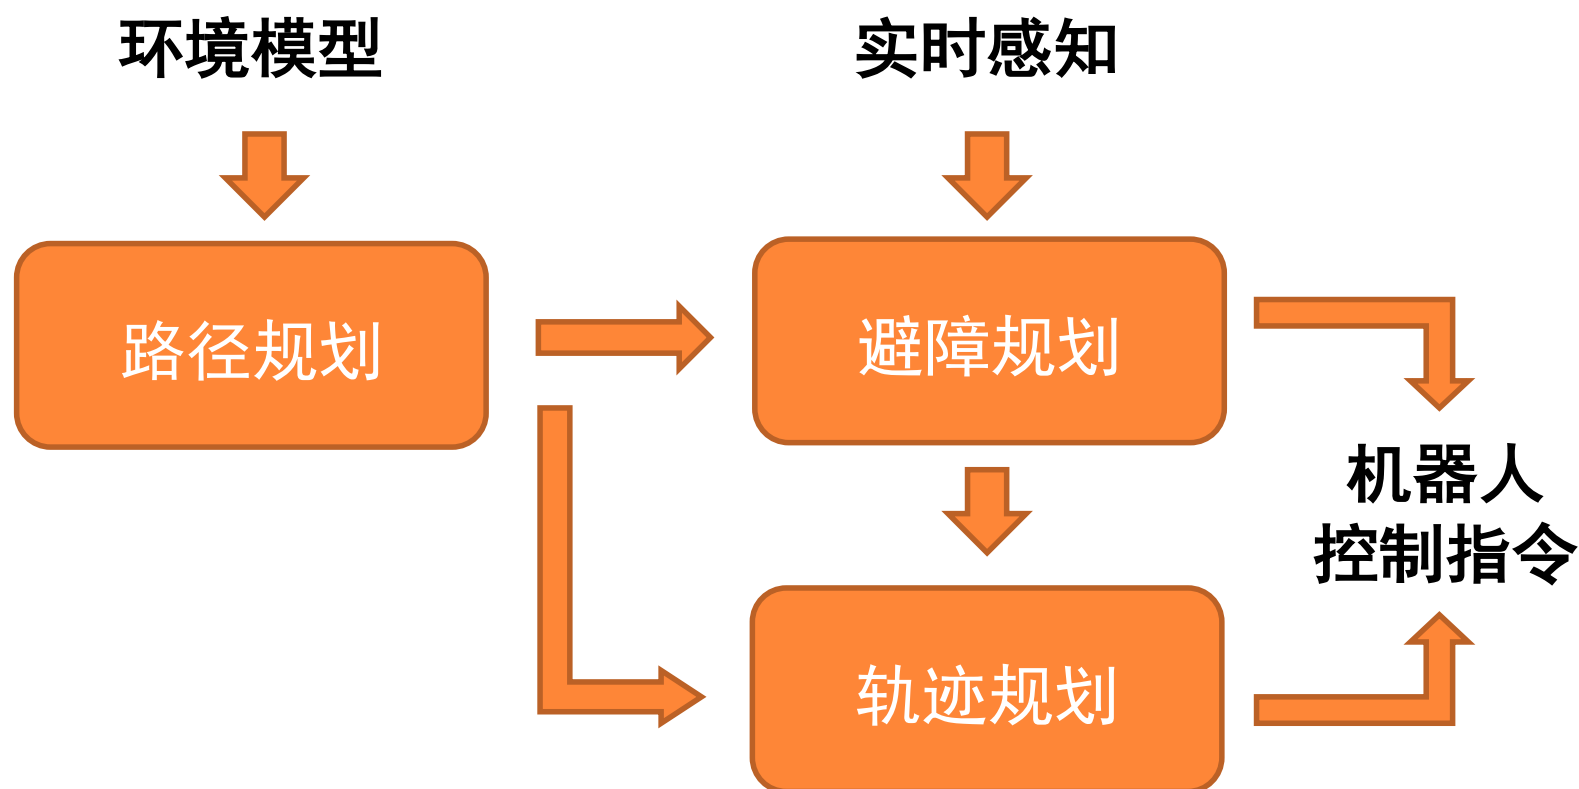 环境模型
实时感知
路径规划
避障规划
机器人
控制指令
轨迹规划